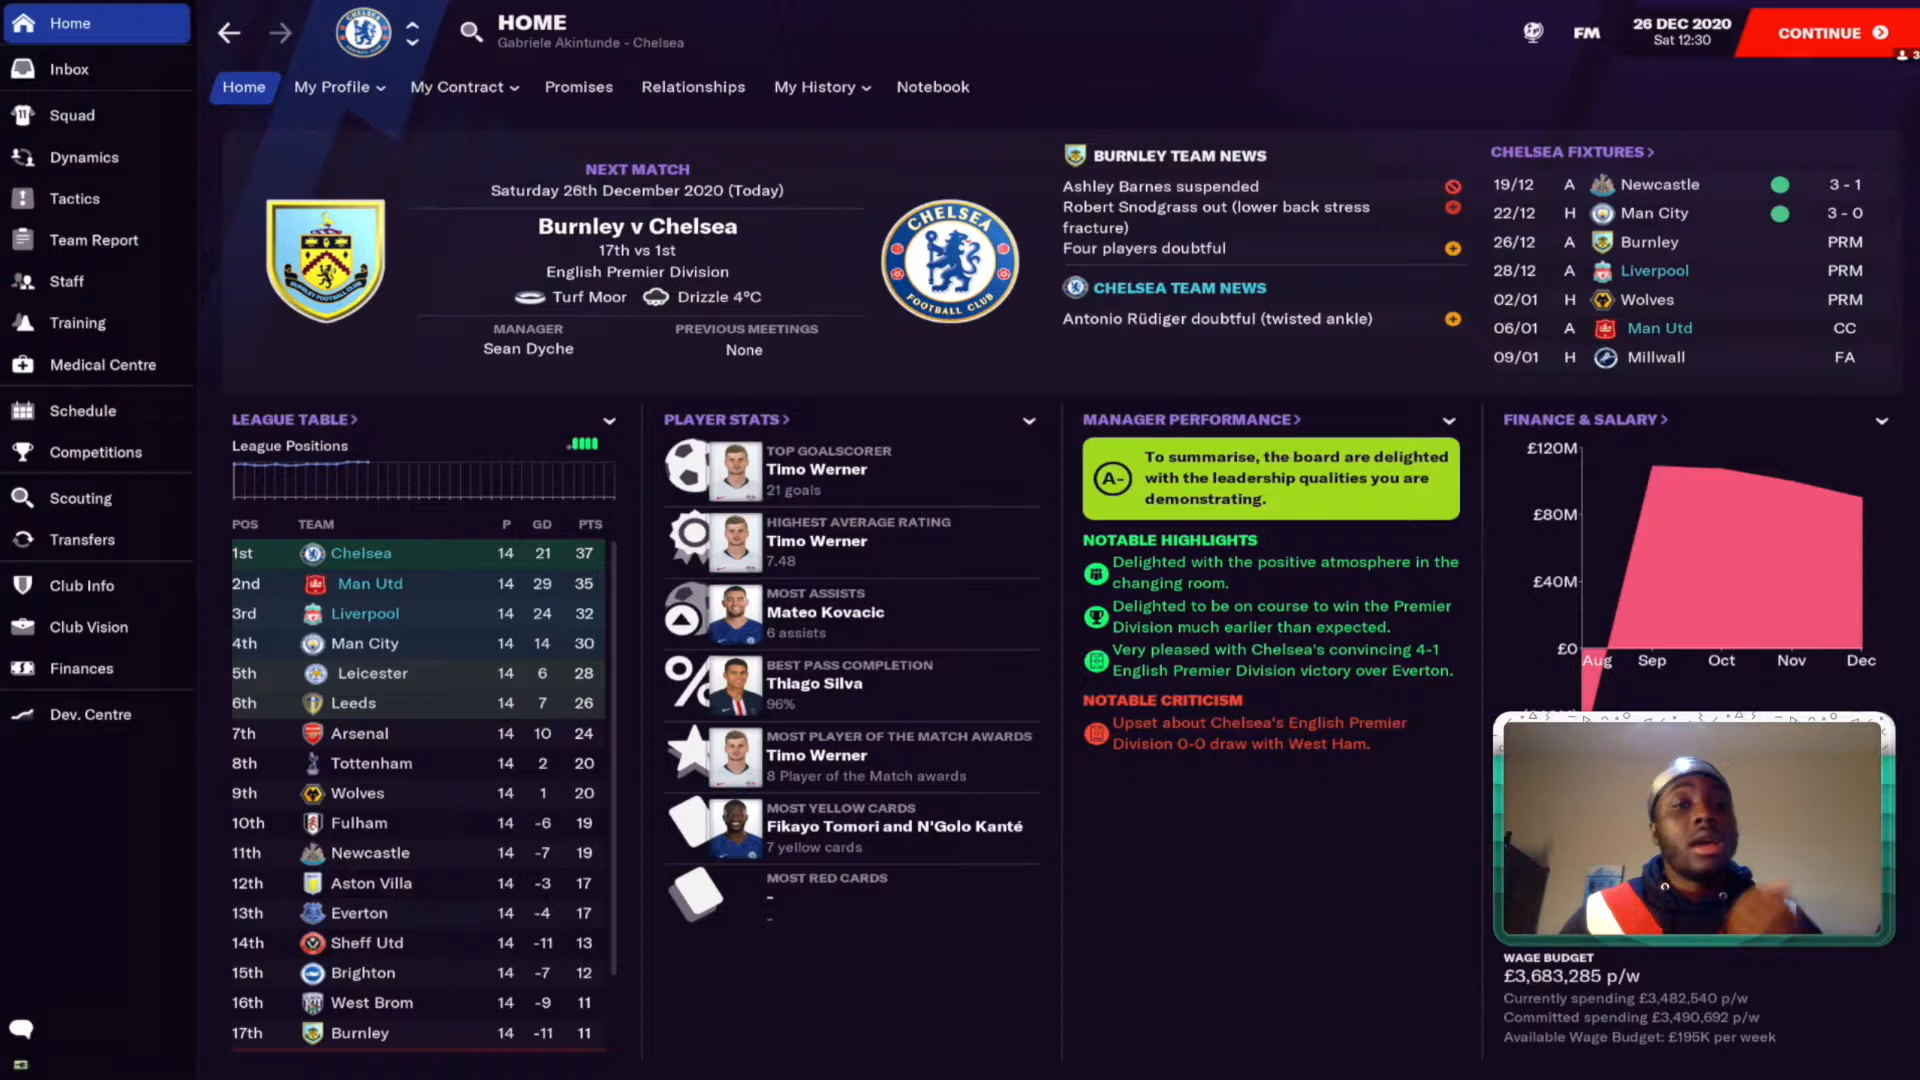 Home
Inbox
Squad
Dynamics
Tactics
Team Report
Staff
Training
Medical Centre
Schedule
Competitions
Scouting
Transfers
Club Info
Club Vision
Finances
Dev. Centre
HOME
Gabriele Akintunde - Chelsea
FM
26 DEC 2020
Sat 12:30
CONTINUE
3
Home My Profile My Contract Promises Relationships My History Notebook
NEXT MATCH
Saturday 26th December 2020 (Today)
Burnley v Chelsea
17th vs 1st
English Premier Division
Turf Moor Drizzle 4°C
MANAGER PREVIOUS MEETINGS
Sean Dyche None
BURNLEY FOOTBALL CLUB
CHELSEA
FOOTBALL CLUB
BURNLEY TEAM NEWS
Ashley Barnes suspended
Robert Snodgrass out (lower back stress
fracture)
Four players doubtful
CHELSEA TEAM NEWS
Antonio Rüdiger doubtful (twisted ankle)
CHELSEA FIXTURES >
19/12 A Newcastle 3 - 1
22/12 H Man City 3 - 0
26/12 A Burnley PRM
28/12 A Liverpool PRM
02/01 H Wolves PRM
06/01 A Man Utd CC
09/01 H Millwall FA
LEAGUE TABLE >
League Positions
POS TEAM P GD PTS
1st Chelsea 14 21 37
2nd Man Utd 14 29 35
3rd Liverpool 14 24 32
4th Man City 14 14 30
5th Leicester 14 6 28
6th Leeds 14 7 26
7th Arsenal 14 10 24
8th Tottenham 14 2 20
9th Wolves 14 1 20
10th Fulham 14 -6 19
11th Newcastle 14 -7 19
12th Aston Villa 14 -3 17
13th Everton 14 -4 17
14th Sheff Utd 14 -11 13
15th Brighton 14 -7 12
16th West Brom 14 -9 11
17th Burnley 14 -11 11
PLAYER STATS >
TOP GOALSCORER
Timo Werner
21 goals
HIGHEST AVERAGE RATING
Timo Werner
7.48
MOST ASSISTS
Mateo Kovacic
6 assists
BEST PASS COMPLETION
Thlago Silva
96%
MOST PLAYER OF THE MATCH AWARDS
Timo Werner
8 Player of the Match awards
MOST YELLOW CARDS
Fikayo Tomori and N'Golo Kanté
7 yellow cards
MOST RED CARDS
-
-
MANAGER PERFORMANCE >
A-
To summarise, the board are delighted
with the leadership qualities you are
demonstrating.
NOTABLE HIGHLIGHTS
Delighted with the positive atmosphere in the
changing room.
Delighted to be on course to win the Premier
Division much earlier than expected.
Very pleased with Chelsea's convincing 4-1
English Premier Division victory over Everton.
NOTABLE CRITICISM
Upset about Chelsea's English Premier
Division 0-0 draw with West Ham.
FINANCE & SALARY >
£120M
£80M
£40M
£0
Aug Sep Oct Nov Dec
WAGE BUDGET
£3,683,285 p/w
Currently spending £3,482,540 p/w
Committed spending £3,490,692 p/w
Available Wage Budget: £195K per week